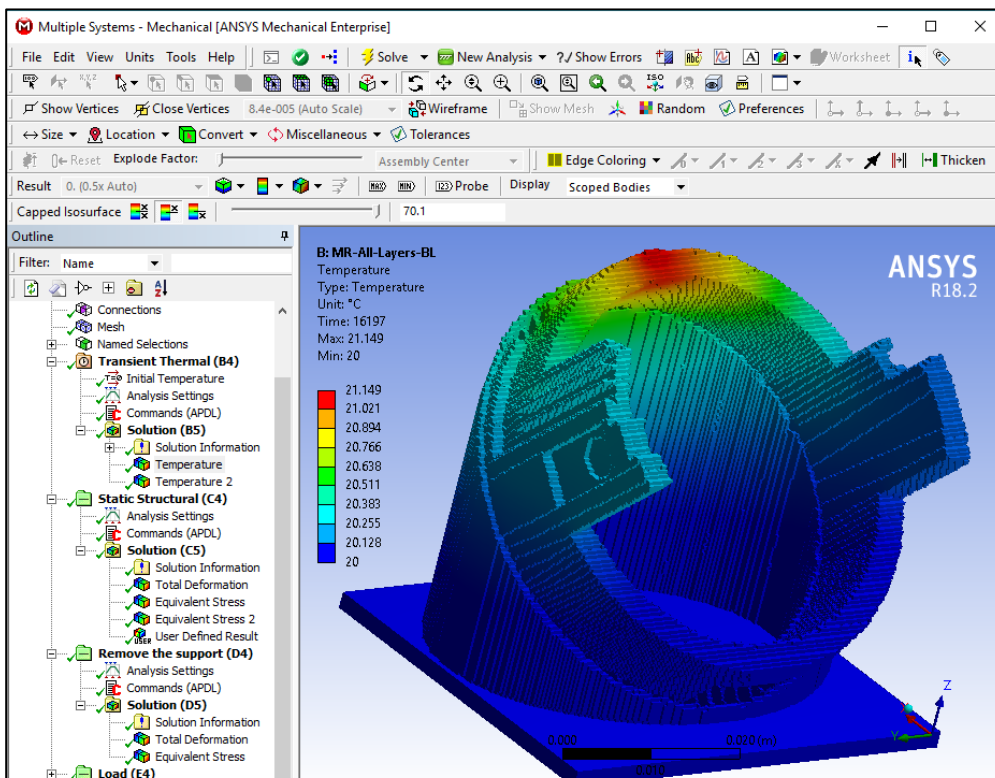 Multiple Systems - Mechanical [ANSYS Mechanical Enterprise]
File Edit View Units Tools Help Solve New Analysis ?/ Show Errors Worksheet
Show Vertices Close Vertices 8.4e-005 (Auto Scale) Wireframe Show Mesh Random Preferences
Size Location Convert Miscellaneous Tolerances
Reset Explode Factor: Assembly Center Edge Coloring Thicken
Result 0. (0.5x Auto) MAX MIN 123 Probe Display Scoped Bodies
Capped Isosurface 70.1
Outline
Filter: Name
Connections
Mesh
Named Selections
Transient Thermal (B4)
Initial Temperature
Analysis Settings
Commands (APDL)
Solution (B5)
Solution Information
Temperature
Temperature 2
Static Structural (C4)
Analysis Settings
Commands (APDL)
Solution (C5)
Solution Information
Total Deformation
Equivalent Stress
Equivalent Stress 2
User Defined Result
Remove the support (D4)
Analysis Settings
Commands (APDL)
Solution (D5)
Solution Information
Total Deformation
Equivalent Stress
Load (E4)
B: MR-All-Layers-BL
Temperature
Type: Temperature
Unit: °C
Time: 16197
Max: 21.149
Min: 20
21.149
21.021
20.894
20.766
20.638
20.511
20.383
20.255
20.128
20
ANSYS
R18.2
0.000 0.020 (m)
0.010
Z
Y